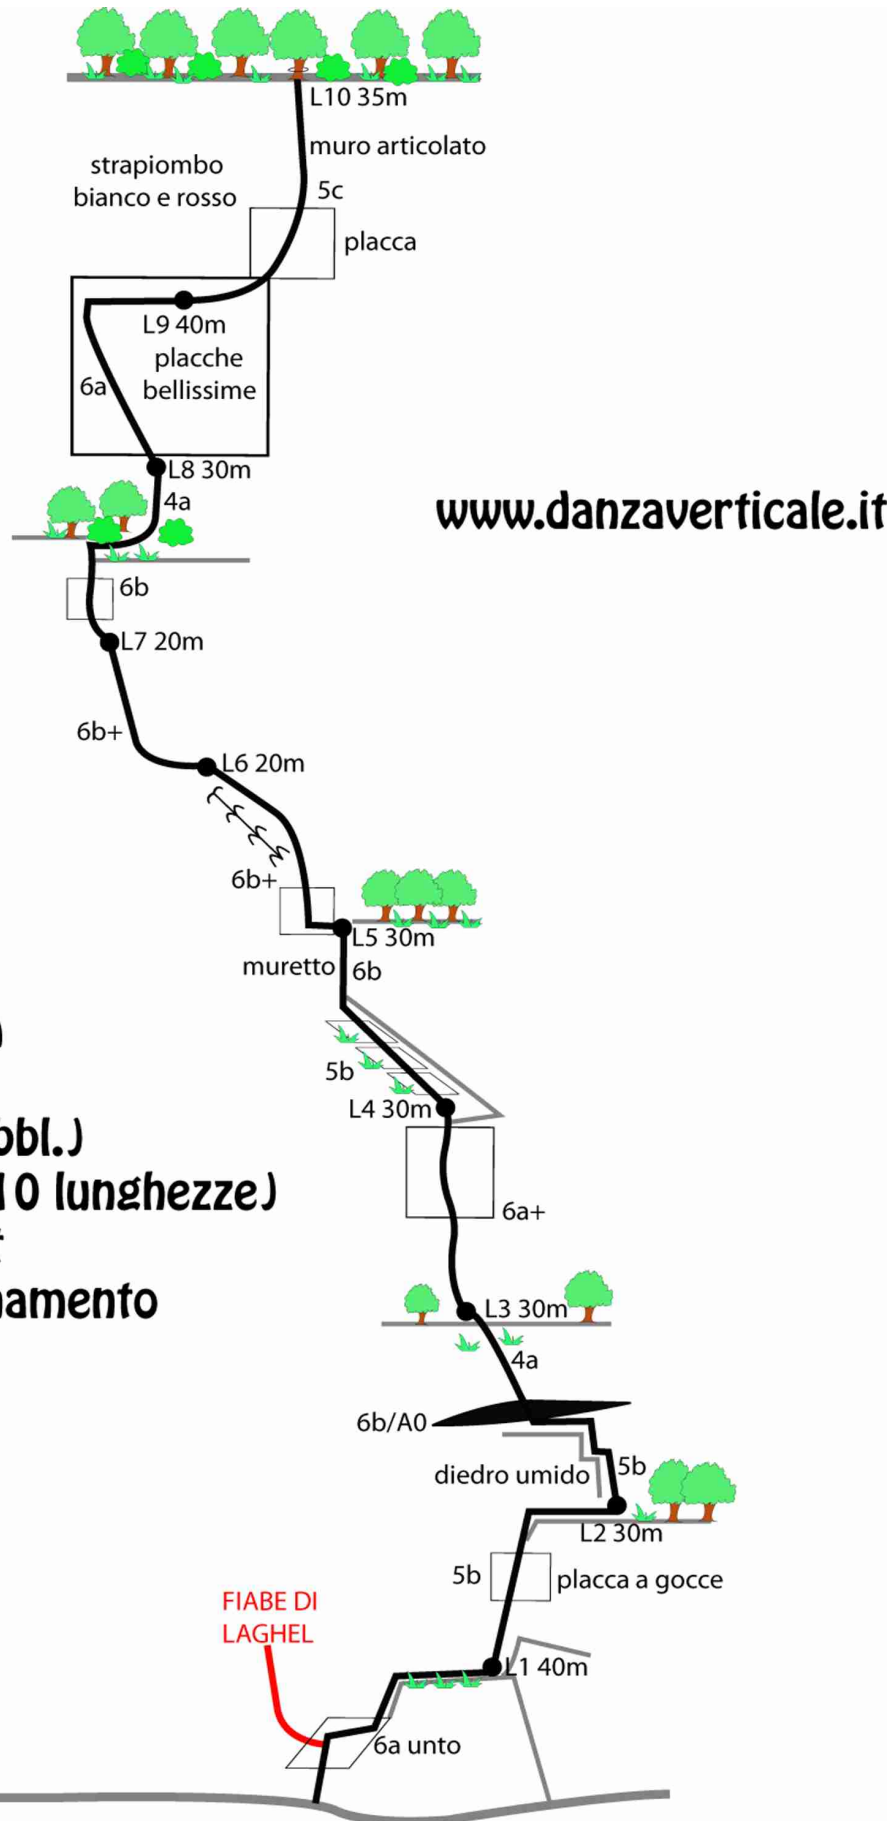 L10 35m
muro articolato
strapiombo
bianco e rosso
5c
placca
L9 40m
placche
bellissime
6a
L8 30m
4a
www.danzaverticale.it
6b
L7 20m
6b+
L6 20m
6b+
L5 30m
muretto
6b
)
5b
L4 30m
bbl.)
10 lunghezze)
6a+
namento
L3 30m
4a
6b/A0
5b
diedro umido
L2 30m
5b
placca a gocce
FIABE DI
LAGHEL
L1 40m
6a unto